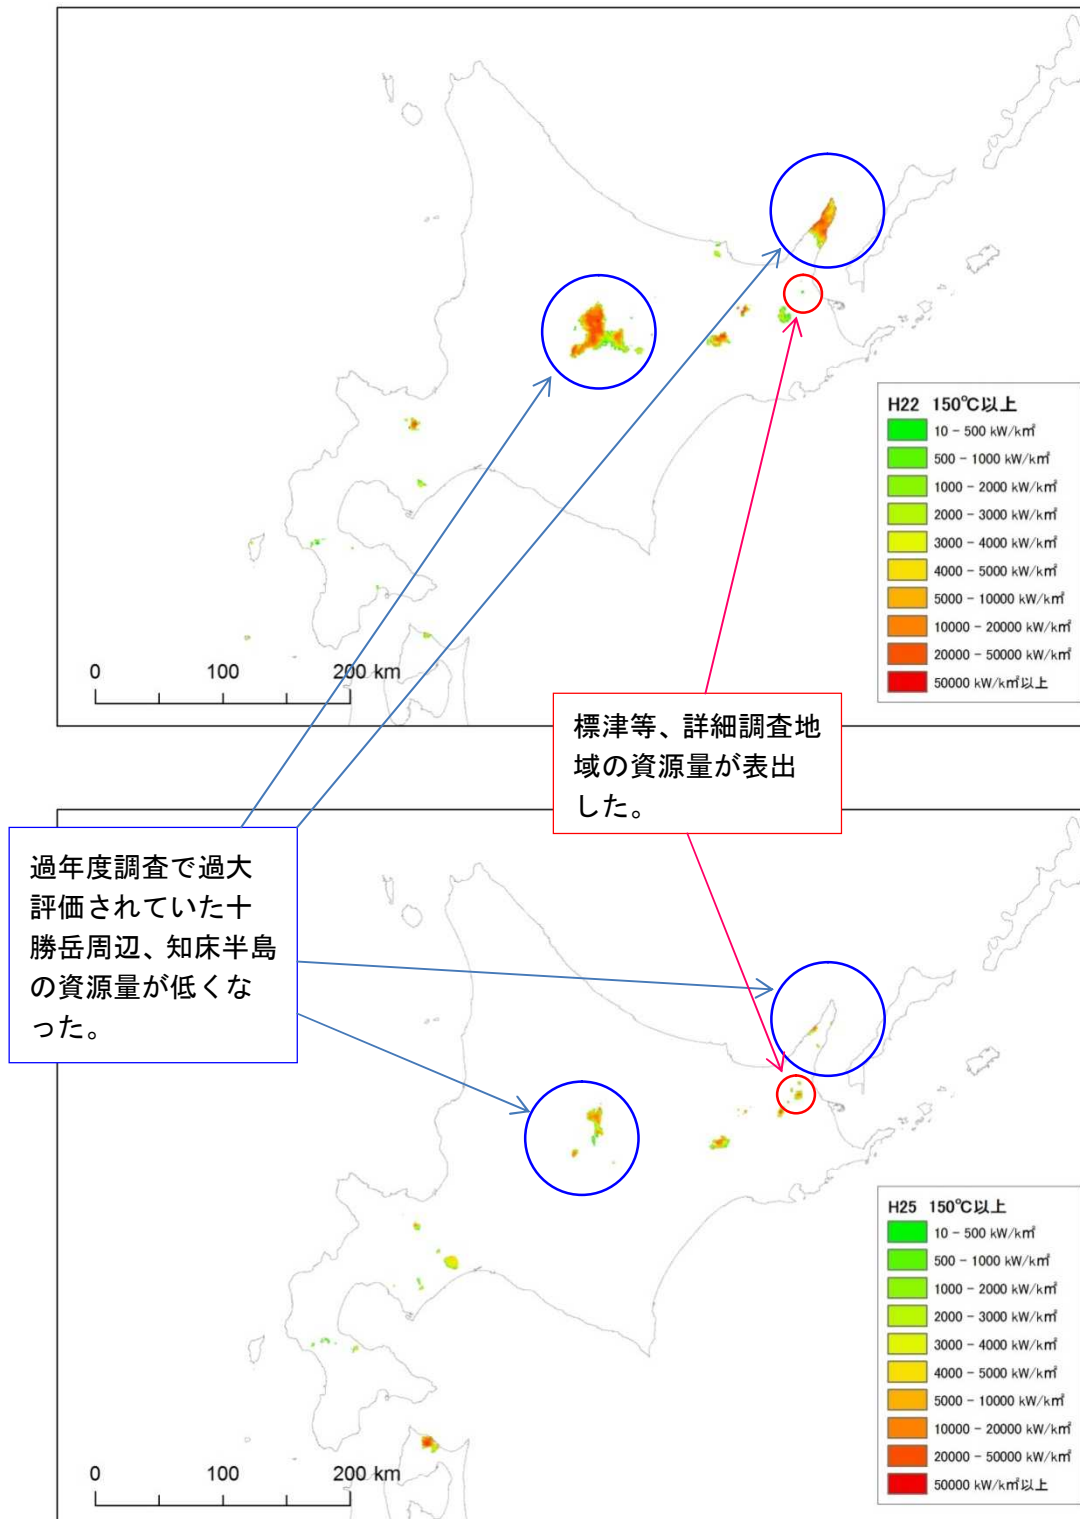 H22 150℃以上
10 − 500 kW/k㎡
500 − 1000 kW/k㎡
1000 − 2000 kW/k㎡
2000 − 3000 kW/k㎡
3000 − 4000 kW/k㎡
4000 − 5000 kW/k㎡
5000 − 10000 kW/k㎡
10000 − 20000 kW/k㎡
20000 − 50000 kW/k㎡
50000 kW/k㎡以上
0 100 200 km
標津等、詳細調査地
域の資源量が表出
した。
過年度調査で過大
評価されていた十
勝岳周辺、知床半島
の資源量が低くな
った。
H25 150℃以上
10 − 500 kW/k㎡
500 − 1000 kW/k㎡
1000 − 2000 kW/k㎡
2000 − 3000 kW/k㎡
3000 − 4000 kW/k㎡
4000 − 5000 kW/k㎡
5000 − 10000 kW/k㎡
10000 − 20000 kW/k㎡
20000 − 50000 kW/k㎡
50000 kW/k㎡以上
0 100 200 km